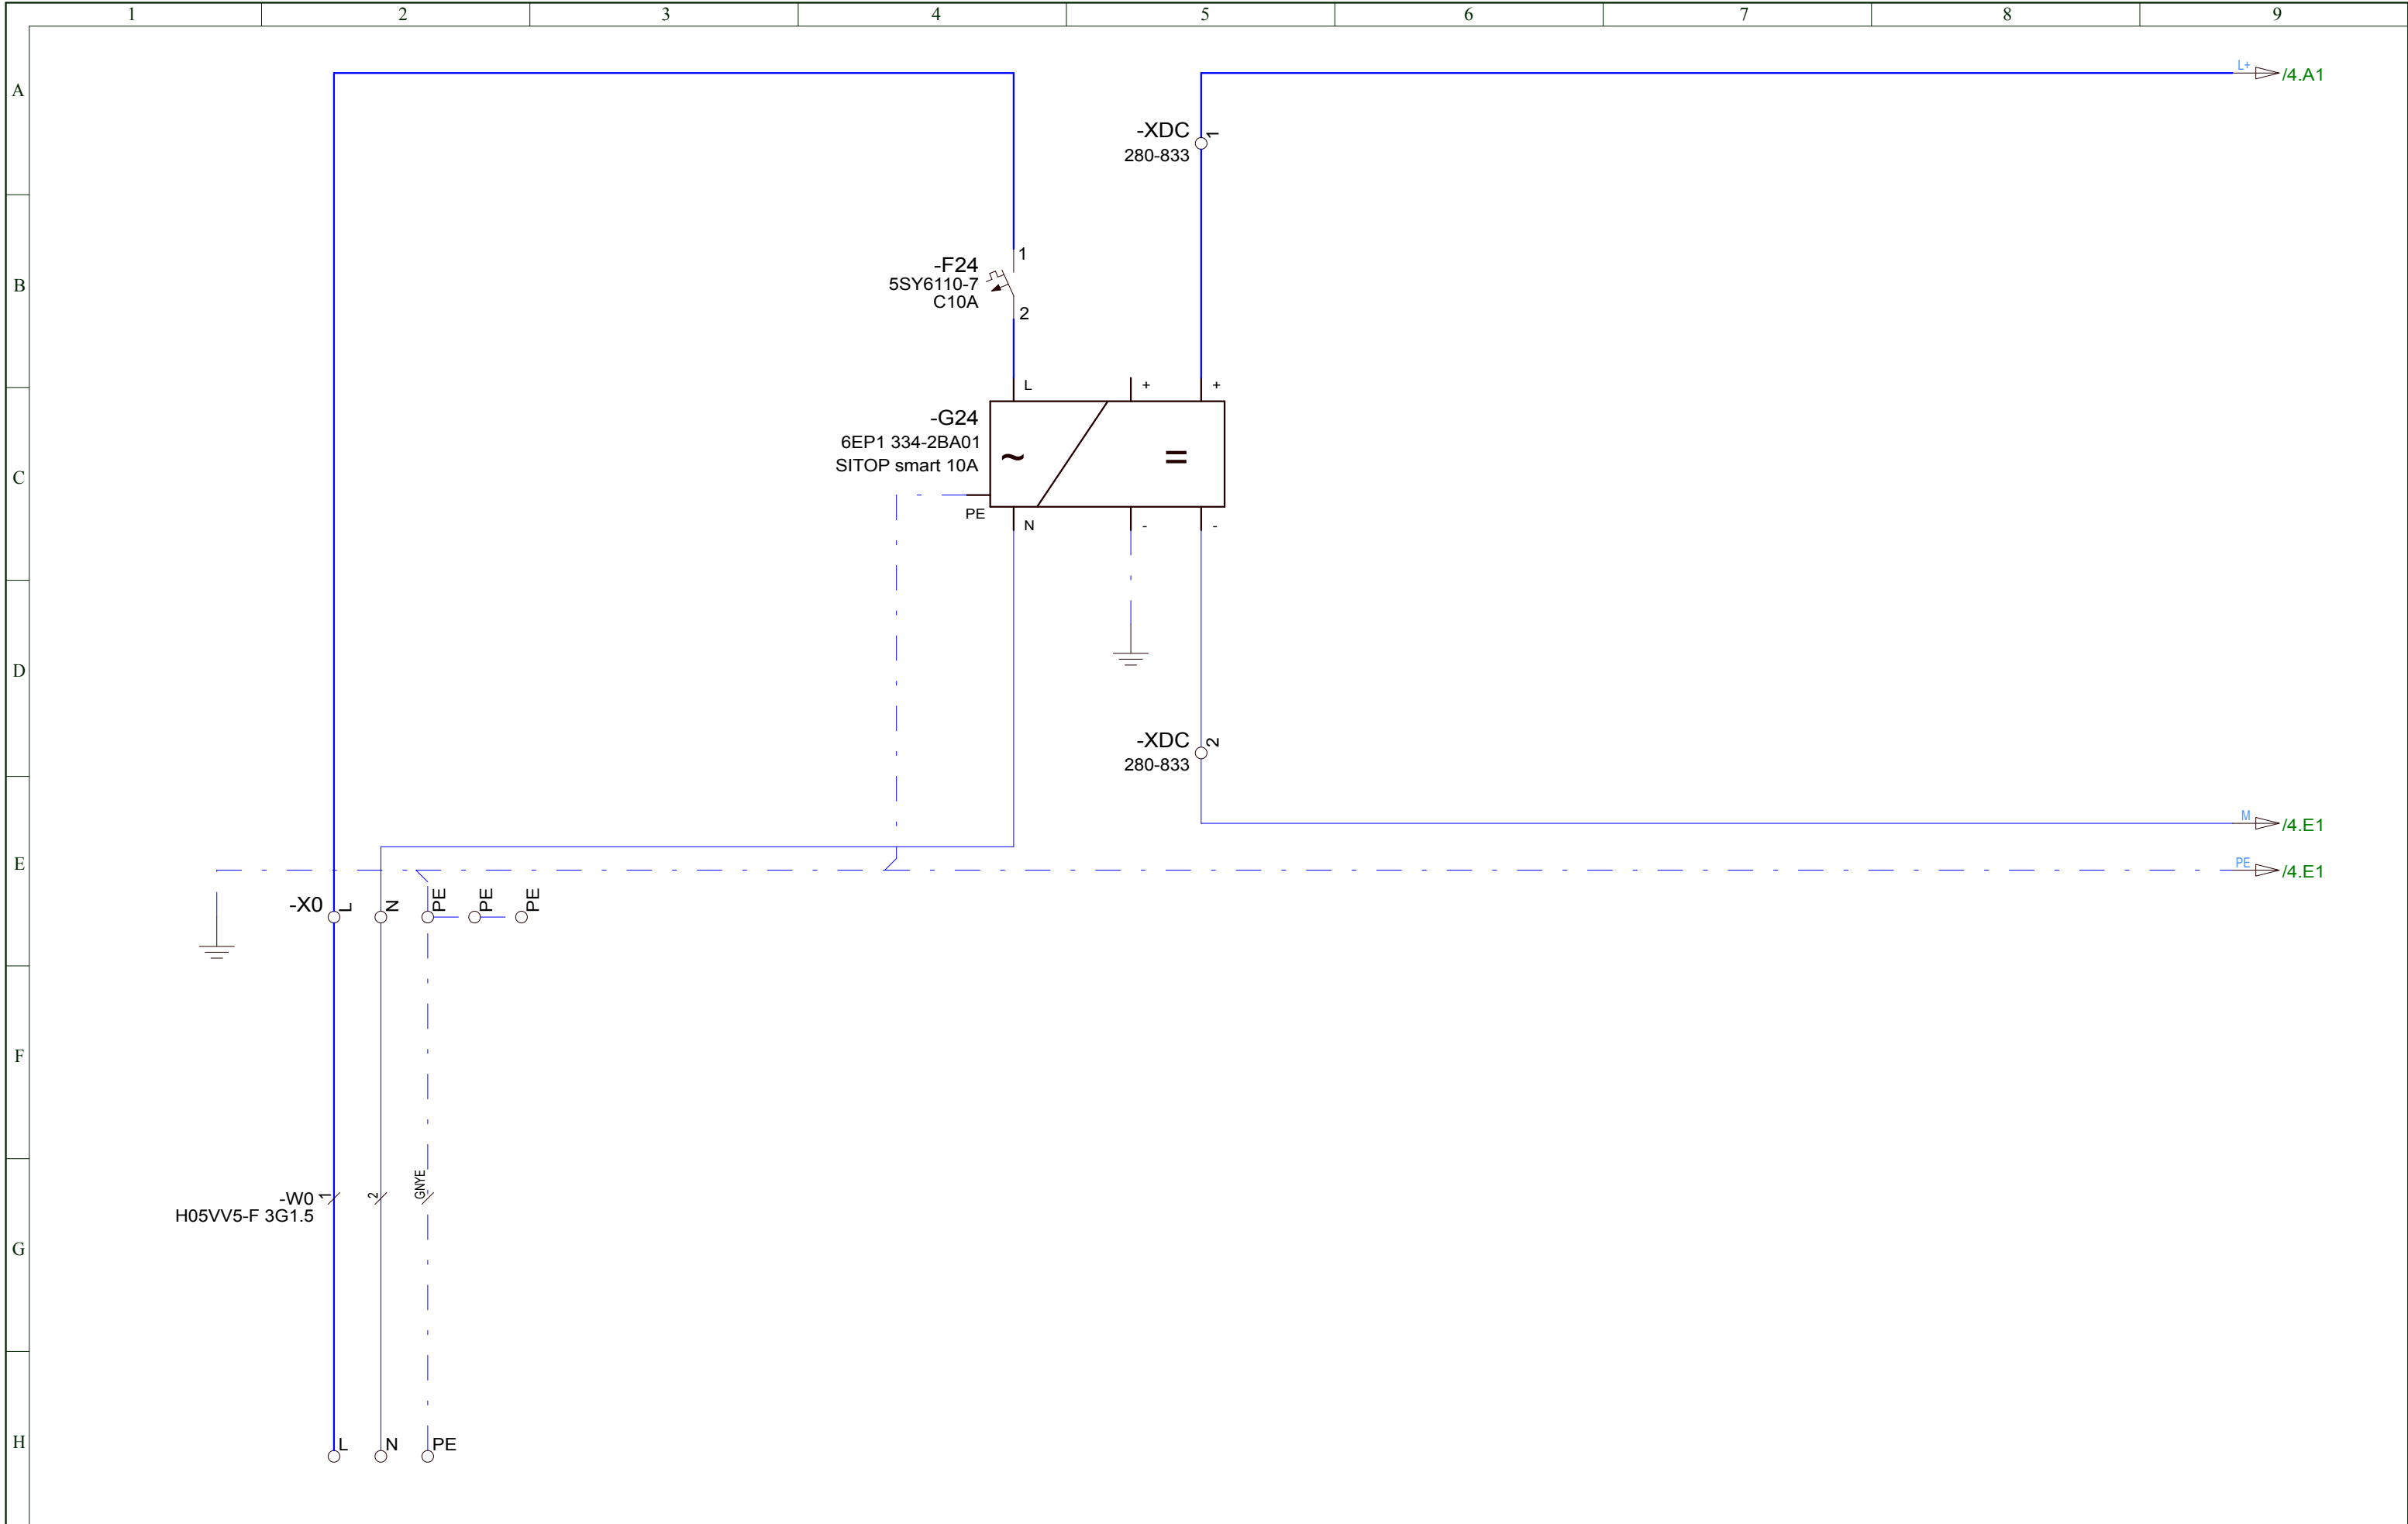 1 2 3 4 5 6 7 8 9
A
L+ /4.A1
-XDC 1
280-833
B
1
-F24
5SY6110-7
C10A
2
L + +
-G24
6EP1 334-2BA01
SITOP smart 10A
~ =
C
PE
N - -
D
-XDC 2
280-833
M /4.E1
E
PE /4.E1
-X0 L N PE PE PE
F
-W0 1 2 GNYE
H05VV5-F 3G1.5
G
H
L N PE